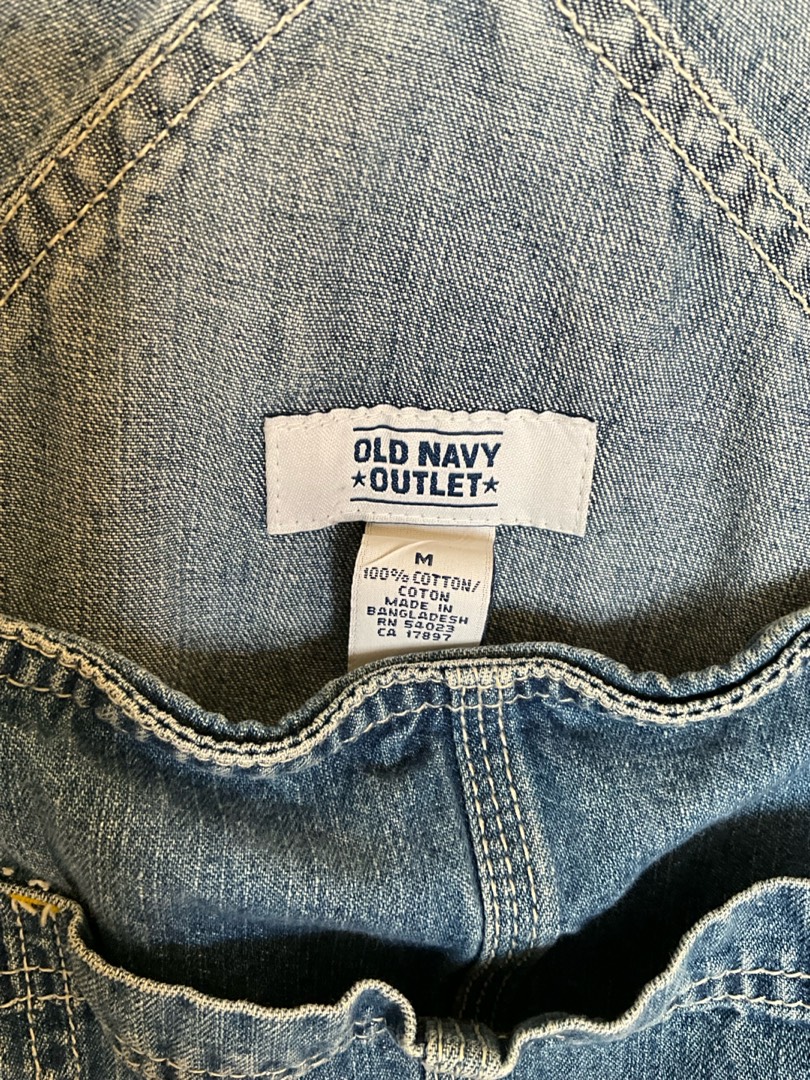 OLD NAVY
★OUTLET★
M
100% COTTON/
COTON
MADE IN
BANGLADESH
RN 54023
CA 17897